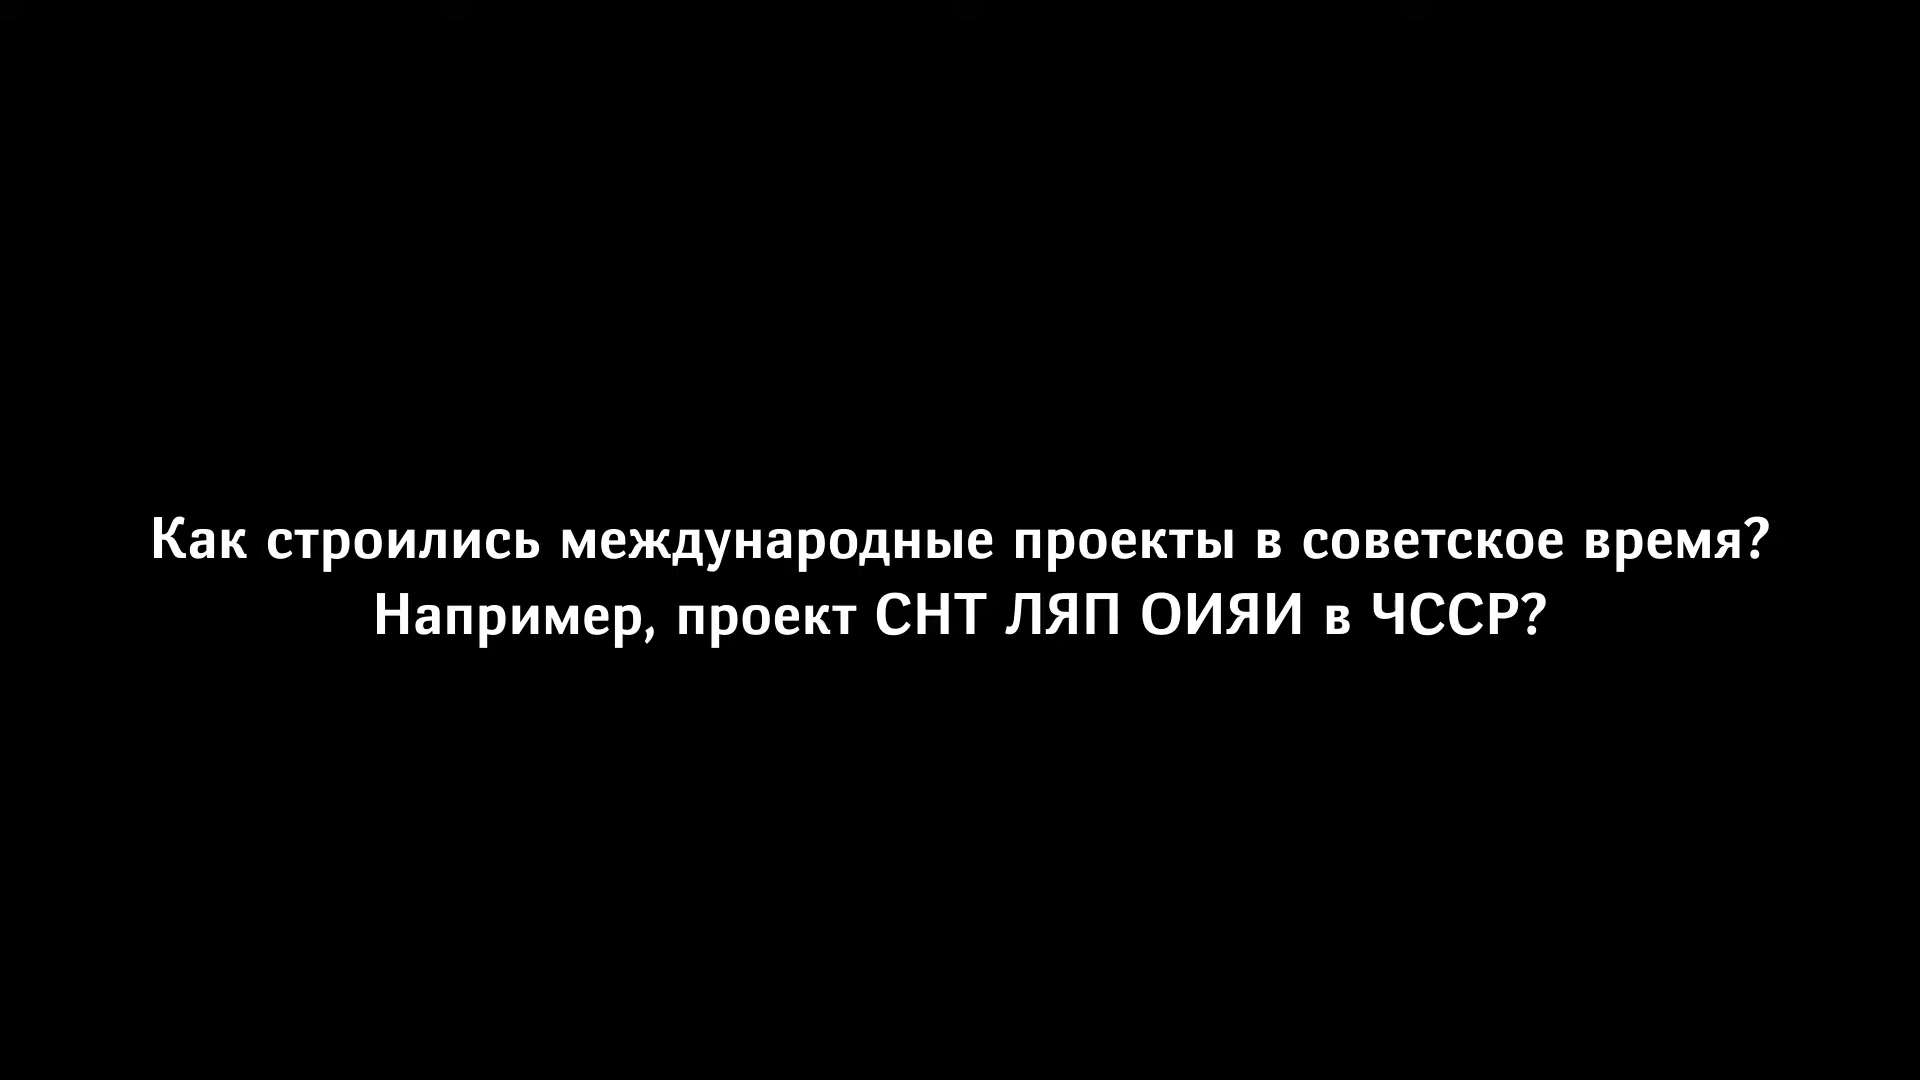 Как строились международные проекты в советское время?
Например, проект СНТ ЛЯП ОИЯИ в ЧССР?